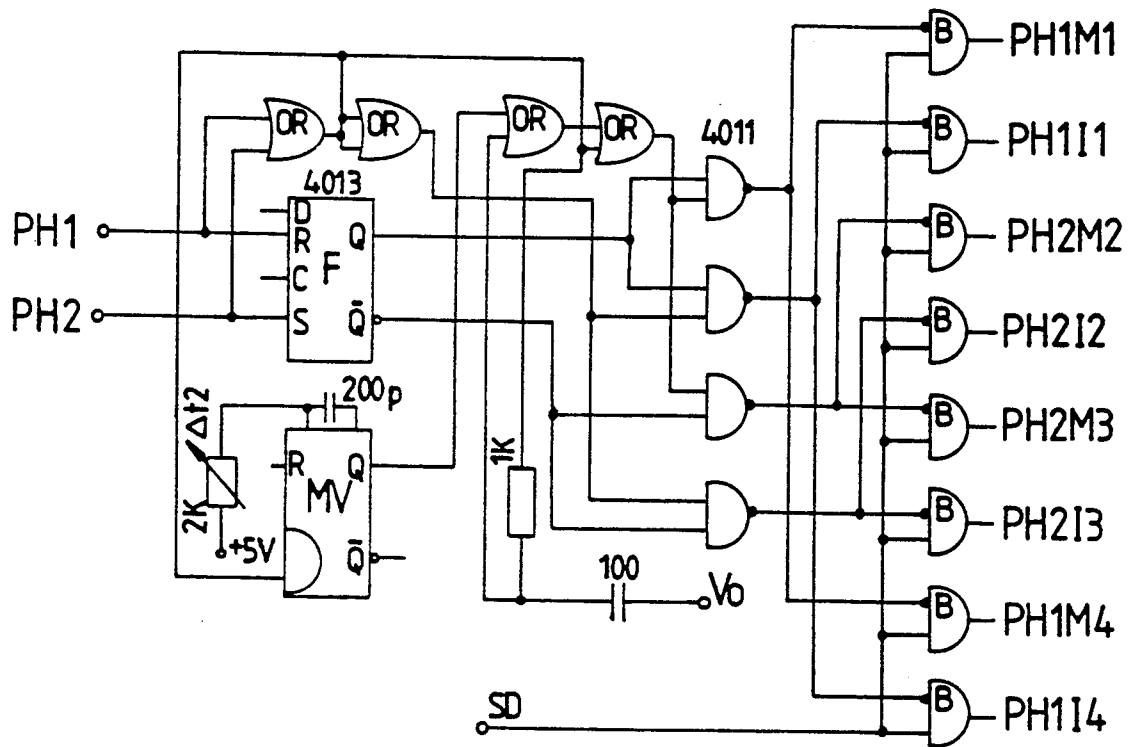 OR
OR
OR
OR
4011
4013
PH1
PH2
D
R
C
S
F
Q
Q̅
Δt2
2K
+5V
200p
R
MV
Q
Q̅
1K
100
Vo
SD
B
PH1M1
B
PH1I1
B
PH2M2
B
PH2I2
B
PH2M3
B
PH2I3
B
PH1M4
B
PH1I4